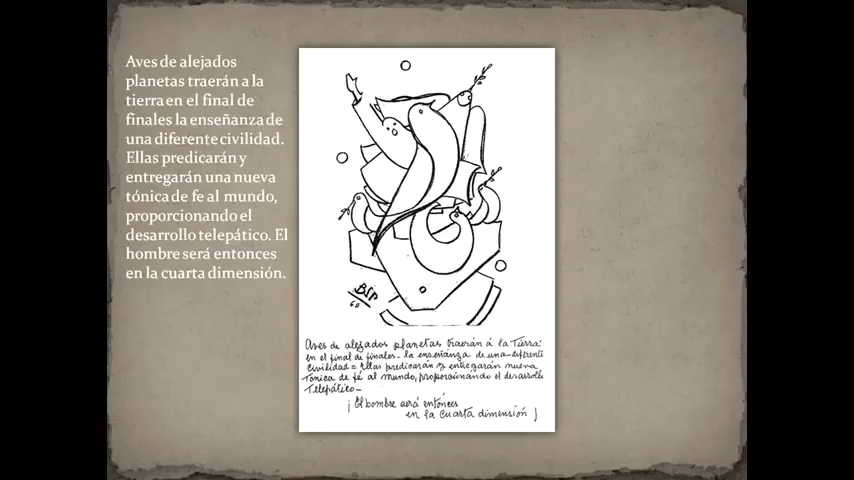 Aves de alejados
planetas traerán a la
tierra en el final de
finales la enseñanza de
una diferente civilidad.
Ellas predicarán y
entregarán una nueva
tónica de fe al mundo,
proporcionando el
desarrollo telepático. El
hombre será entonces
en la cuarta dimensión.
BSP
60
Aves de alejados planetas traerán á la Tierra
en el final de finales - la enseñanza de una diferente
civilidad = Ellas predicarán y entregarán nueva
Tónica de fé al mundo, proporcionando el desarrollo
Telepático -
¡El hombre será entónces
en la cuarta dimensión!